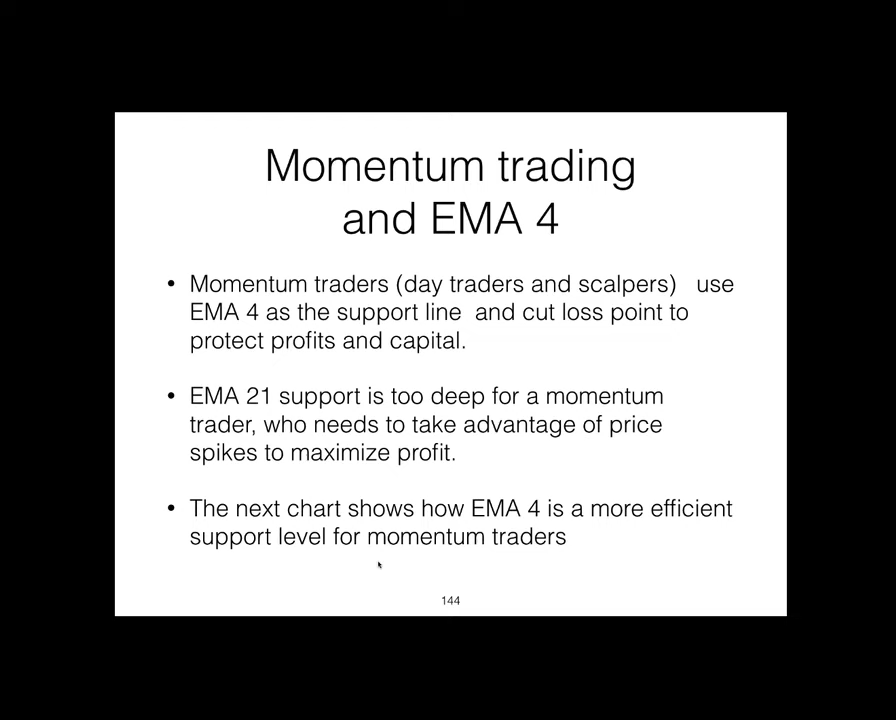 Momentum trading
and EMA 4
• Momentum traders (day traders and scalpers) use
EMA 4 as the support line and cut loss point to
protect profits and capital.
• EMA 21 support is too deep for a momentum
trader, who needs to take advantage of price
spikes to maximize profit.
• The next chart shows how EMA 4 is a more efficient
support level for momentum traders
144